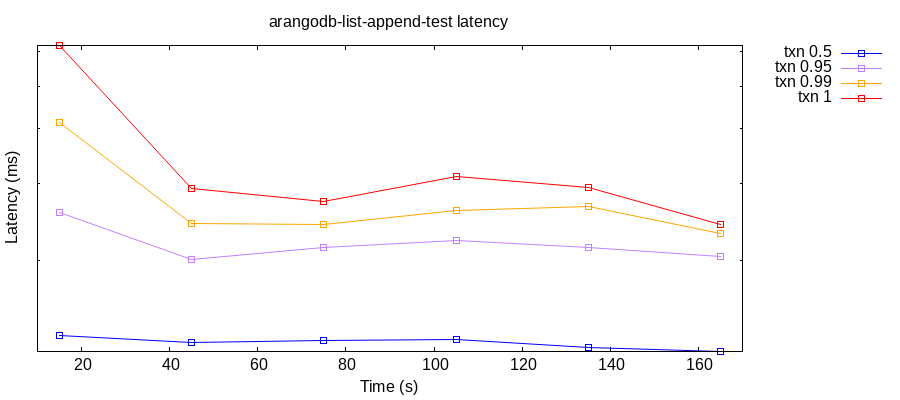 arangodb-list-append-test latency
txn 0.5
txn 0.95
txn 0.99
txn 1
Latency (ms)
20 40 60 80 100 120 140 160
Time (s)